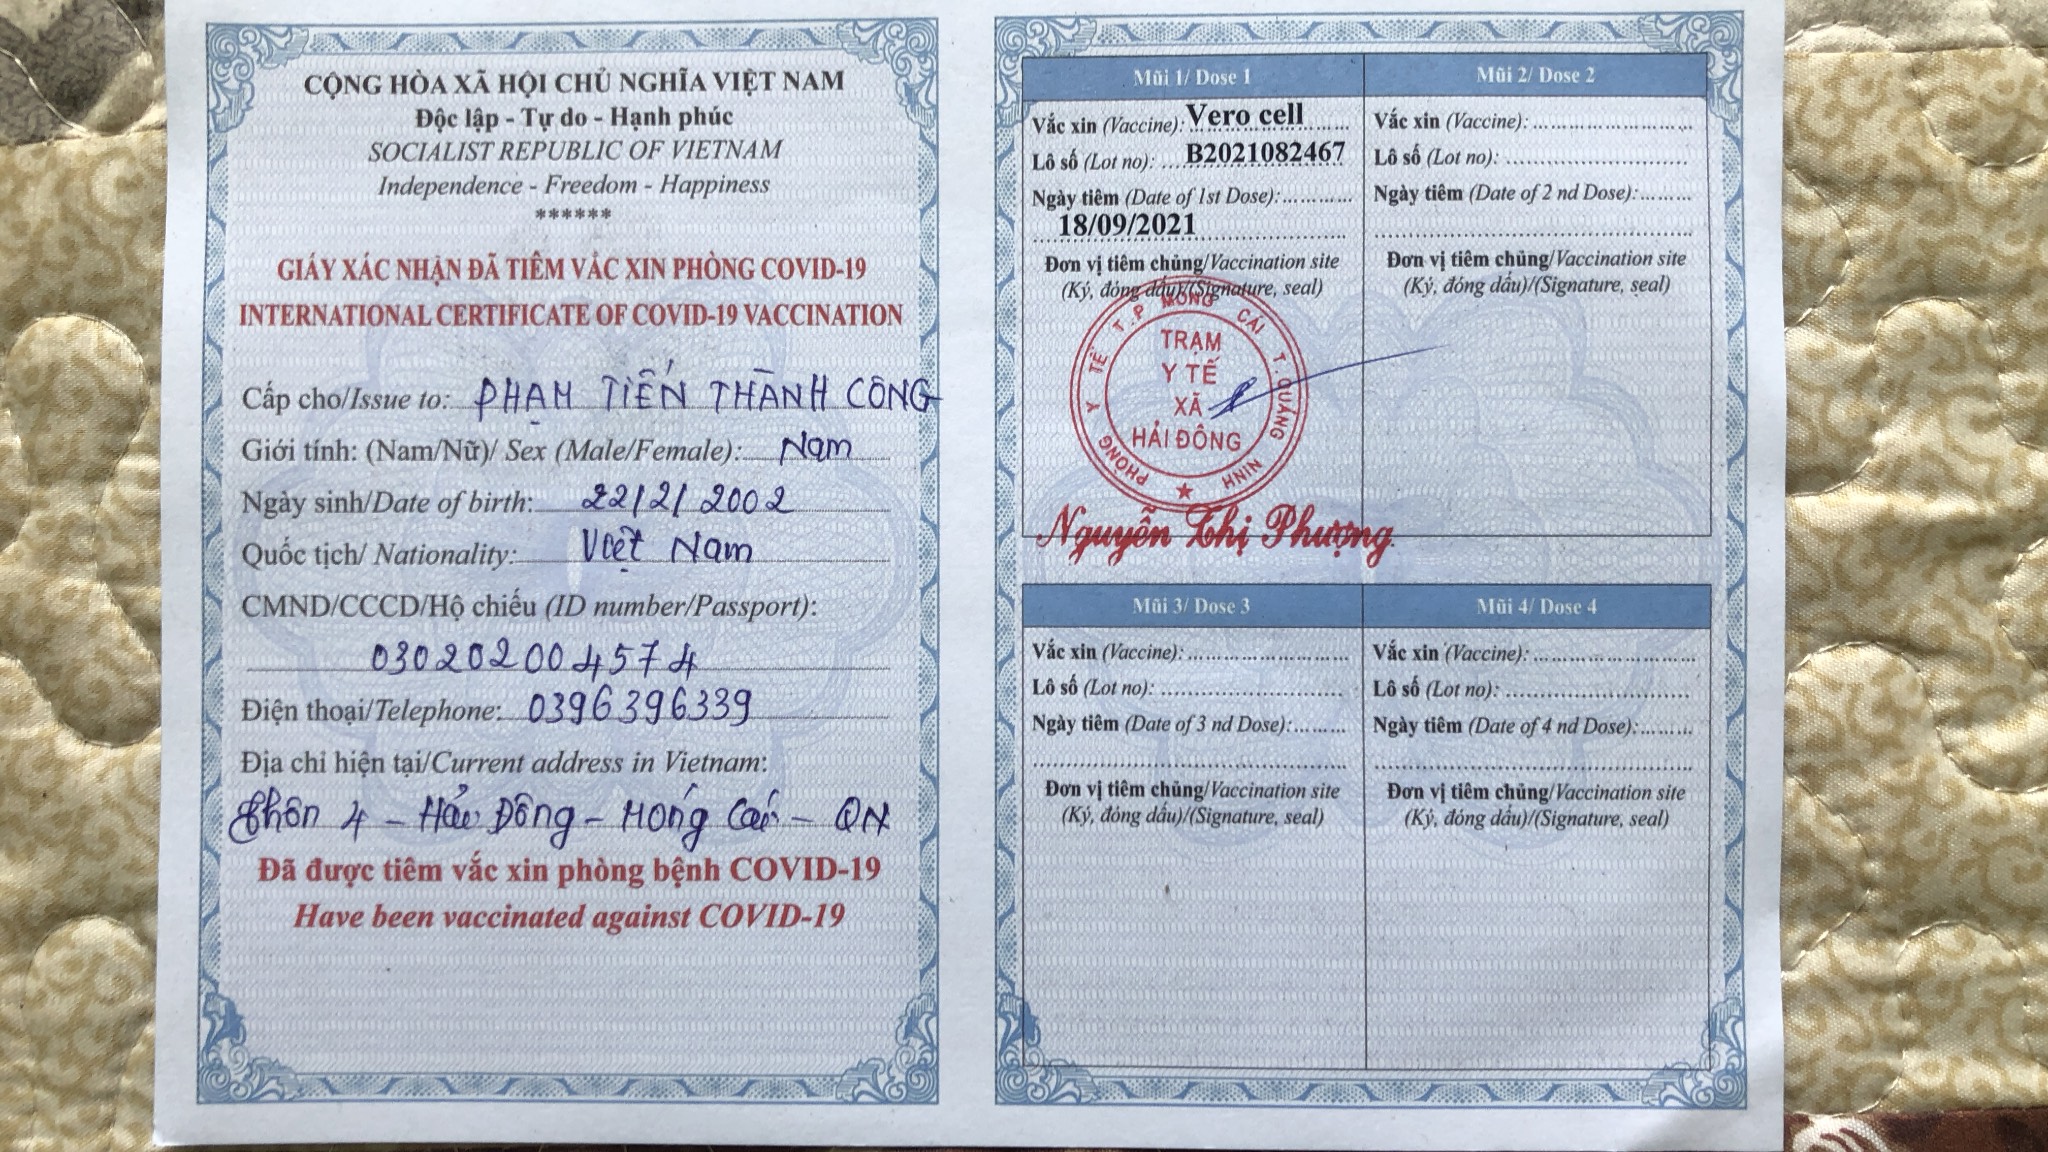 CỘNG HÒA XÃ HỘI CHỦ NGHĨA VIỆT NAM
Độc lập - Tự do - Hạnh phúc
SOCIALIST REPUBLIC OF VIETNAM
Independence - Freedom - Happiness
******
GIẤY XÁC NHẬN ĐÃ TIÊM VẮC XIN PHÒNG COVID-19
INTERNATIONAL CERTIFICATE OF COVID-19 VACCINATION
Cấp cho/Issue to: PHẠM TIẾN THÀNH CÔNG
Giới tính: (Nam/Nữ)/ Sex (Male/Female): Nam
Ngày sinh/Date of birth: 22/2/2002
Quốc tịch/ Nationality: Việt Nam
CMND/CCCD/Hộ chiếu (ID number/Passport):
030202004574
Điện thoại/Telephone: 0396396339
Địa chỉ hiện tại/Current address in Vietnam:
Thôn 4 - Hải Đông - Móng Cái - QN
Đã được tiêm vắc xin phòng bệnh COVID-19
Have been vaccinated against COVID-19
Mũi 1/ Dose 1
Vắc xin (Vaccine): Vero cell
Lô số (Lot no): B2021082467
Ngày tiêm (Date of 1st Dose):
18/09/2021
Đơn vị tiêm chủng/Vaccination site
(Ký, đóng dấu)/(Signature, seal)
PHÒNG Y TẾ T.P MÓNG CÁI T. QUẢNG NINH
TRẠM
Y TẾ
XÃ
HẢI ĐÔNG
Nguyễn Thị Phượng
Mũi 2/ Dose 2
Vắc xin (Vaccine):
Lô số (Lot no):
Ngày tiêm (Date of 2 nd Dose):
Đơn vị tiêm chủng/Vaccination site
(Ký, đóng dấu)/(Signature, seal)
Mũi 3/ Dose 3
Vắc xin (Vaccine):
Lô số (Lot no):
Ngày tiêm (Date of 3 nd Dose):
Đơn vị tiêm chủng/Vaccination site
(Ký, đóng dấu)/(Signature, seal)
Mũi 4/ Dose 4
Vắc xin (Vaccine):
Lô số (Lot no):
Ngày tiêm (Date of 4 nd Dose):
Đơn vị tiêm chủng/Vaccination site
(Ký, đóng dấu)/(Signature, seal)